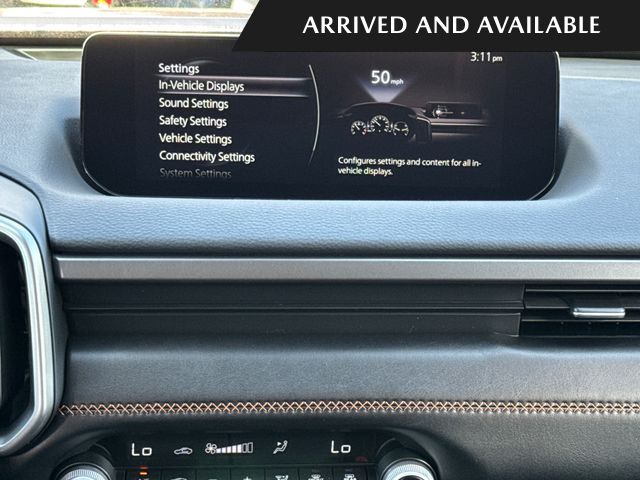 ARRIVED AND AVAILABLE
3:11 pm
Settings
In-Vehicle Displays
Sound Settings
Safety Settings
Vehicle Settings
Connectivity Settings
System Settings
50 mph
Configures settings and content for all in-
vehicle displays.
Lo
Lo